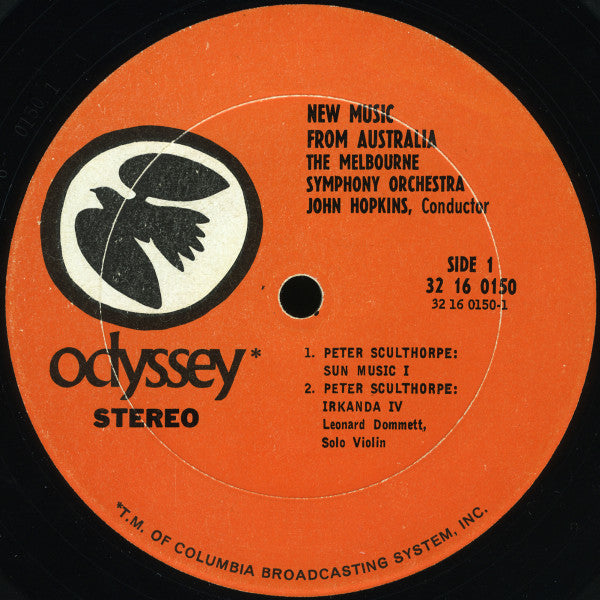 NEW MUSIC
FROM AUSTRALIA
THE MELBOURNE
SYMPHONY ORCHESTRA
JOHN HOPKINS, Conductor
SIDE 1
32 16 0150
32 16 0150-1
odyssey*
STEREO
1. PETER SCULTHORPE:
SUN MUSIC I
2. PETER SCULTHORPE:
IRKANDA IV
Leonard Dommett,
Solo Violin
*T.M. OF COLUMBIA BROADCASTING SYSTEM, INC.